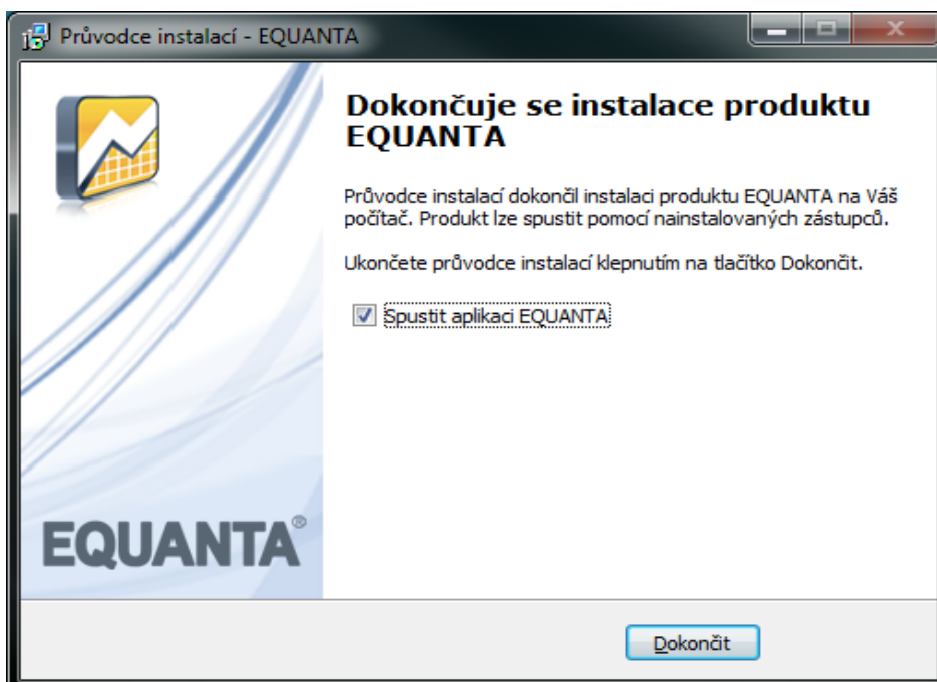 Průvodce instalací - EQUANTA
Dokončuje se instalace produktu
EQUANTA
Průvodce instalací dokončil instalaci produktu EQUANTA na Váš
počítač. Produkt lze spustit pomocí nainstalovaných zástupců.
Ukončete průvodce instalací klepnutím na tlačítko Dokončit.
Spustit aplikaci EQUANTA
EQUANTA®
Dokončit